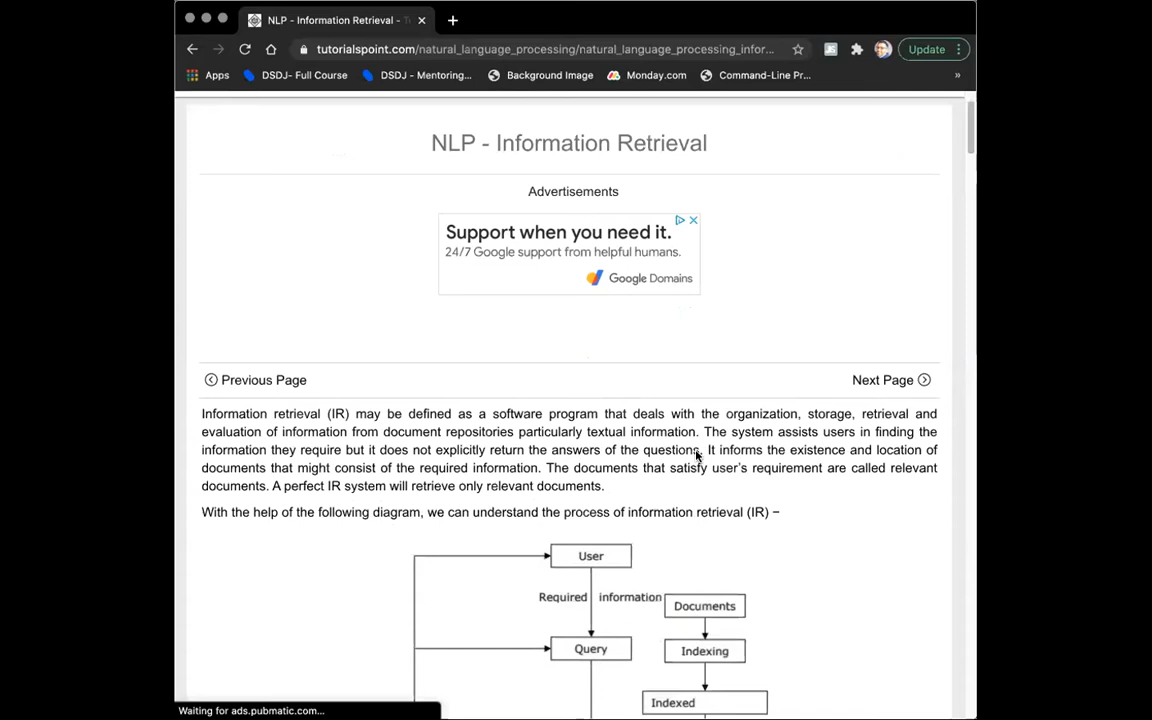 NLP - Information Retrieval -
tutorialspoint.com/natural_language_processing/natural_language_processing_infor...
Update
Apps
DSDJ- Full Course
DSDJ - Mentoring...
Background Image
Monday.com
Command-Line Pr...
»
NLP - Information Retrieval
Advertisements
Support when you need it.
24/7 Google support from helpful humans.
Google Domains
Previous Page
Next Page
Information retrieval (IR) may be defined as a software program that deals with the organization, storage, retrieval and
evaluation of information from document repositories particularly textual information. The system assists users in finding the
information they require but it does not explicitly return the answers of the questions. It informs the existence and location of
documents that might consist of the required information. The documents that satisfy user's requirement are called relevant
documents. A perfect IR system will retrieve only relevant documents.
With the help of the following diagram, we can understand the process of information retrieval (IR) −
User
Required information
Documents
Query
Indexing
Indexed
Waiting for ads.pubmatic.com...